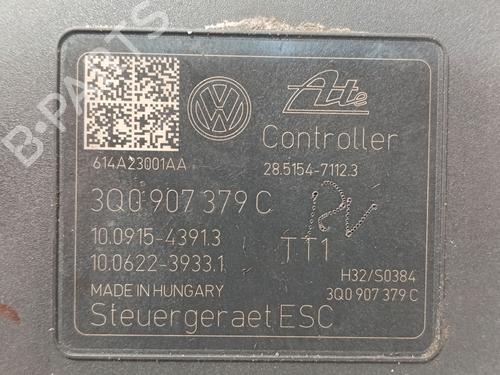 B-PARTS
VW Ate
614A23001AA
Controller
28.5154-7112.3
3Q0 907 379 C
10.0915-4391.3
10.0622-3933.1
TT1
MADE IN HUNGARY
H32/S0384
3Q0 907 379 C
Steuergeraet ESC